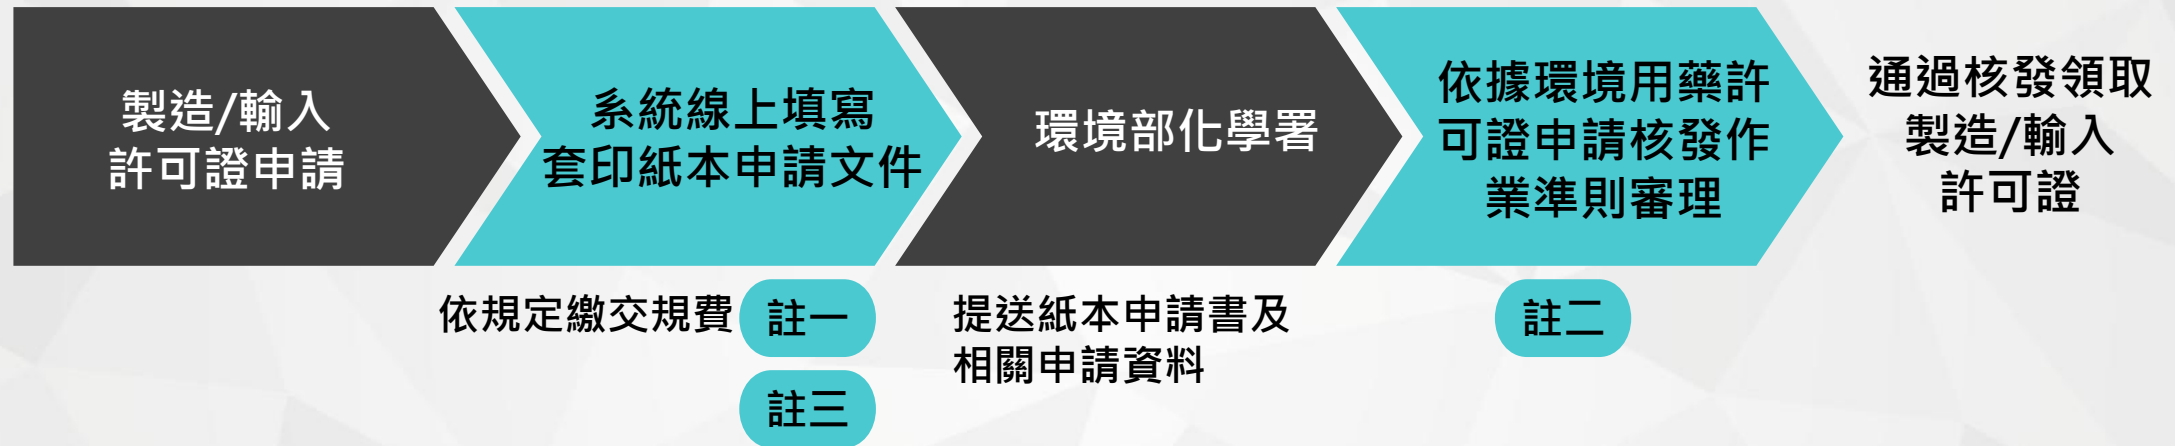 製造/輸入
許可證申請
系統線上填寫
套印紙本申請文件
環境部化學署
依據環境用藥許
可證申請核發作
業準則審理
通過核發領取
製造/輸入
許可證
依規定繳交規費
註一
註三
提送紙本申請書及
相關申請資料
註二